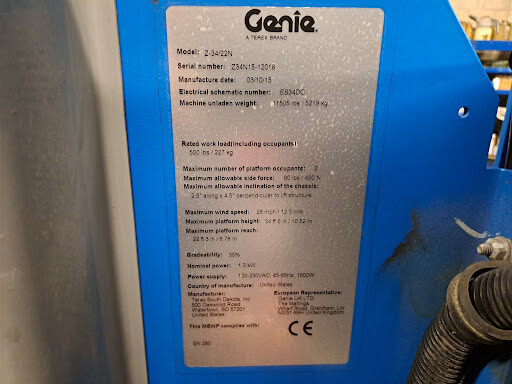 Genie
A TEREX BRAND
Model: Z-34/22N
Serial number: Z34N15-12016
Manufacture date: 03/10/15
Electrical schematic number: ES34DC
Machine unladen weight: 11505 lbs / 5219 kg
Rated work load(including occupants):
500 lbs / 227 kg
Maximum number of platform occupants: 2
Maximum allowable side force: 90 lbs / 400 N
Maximum allowable inclination of the chassis:
2.5° along x 4.5° perpendicular to lift structure
Maximum wind speed: 28 mph / 12.5 m/s
Maximum platform height: 34 ft 6 in / 10.52 m
Maximum platform reach:
22 ft 3 in / 6.78 m
Gradeability: 35%
Nominal power: 1.3 kW
Power supply: 120-230VAC, 45-66Hz, 1500W
Country of manufacture: United States
Manufacturer: European Representative:
Terex South Dakota, Inc Genie UK LTD
500 Oakwood Road The Maltings
Watertown, SD 57201 Wharf Road, Grantham, Lin
United States NG31 6BH United Kingdom
This MEWP complies with: CE
EN 280